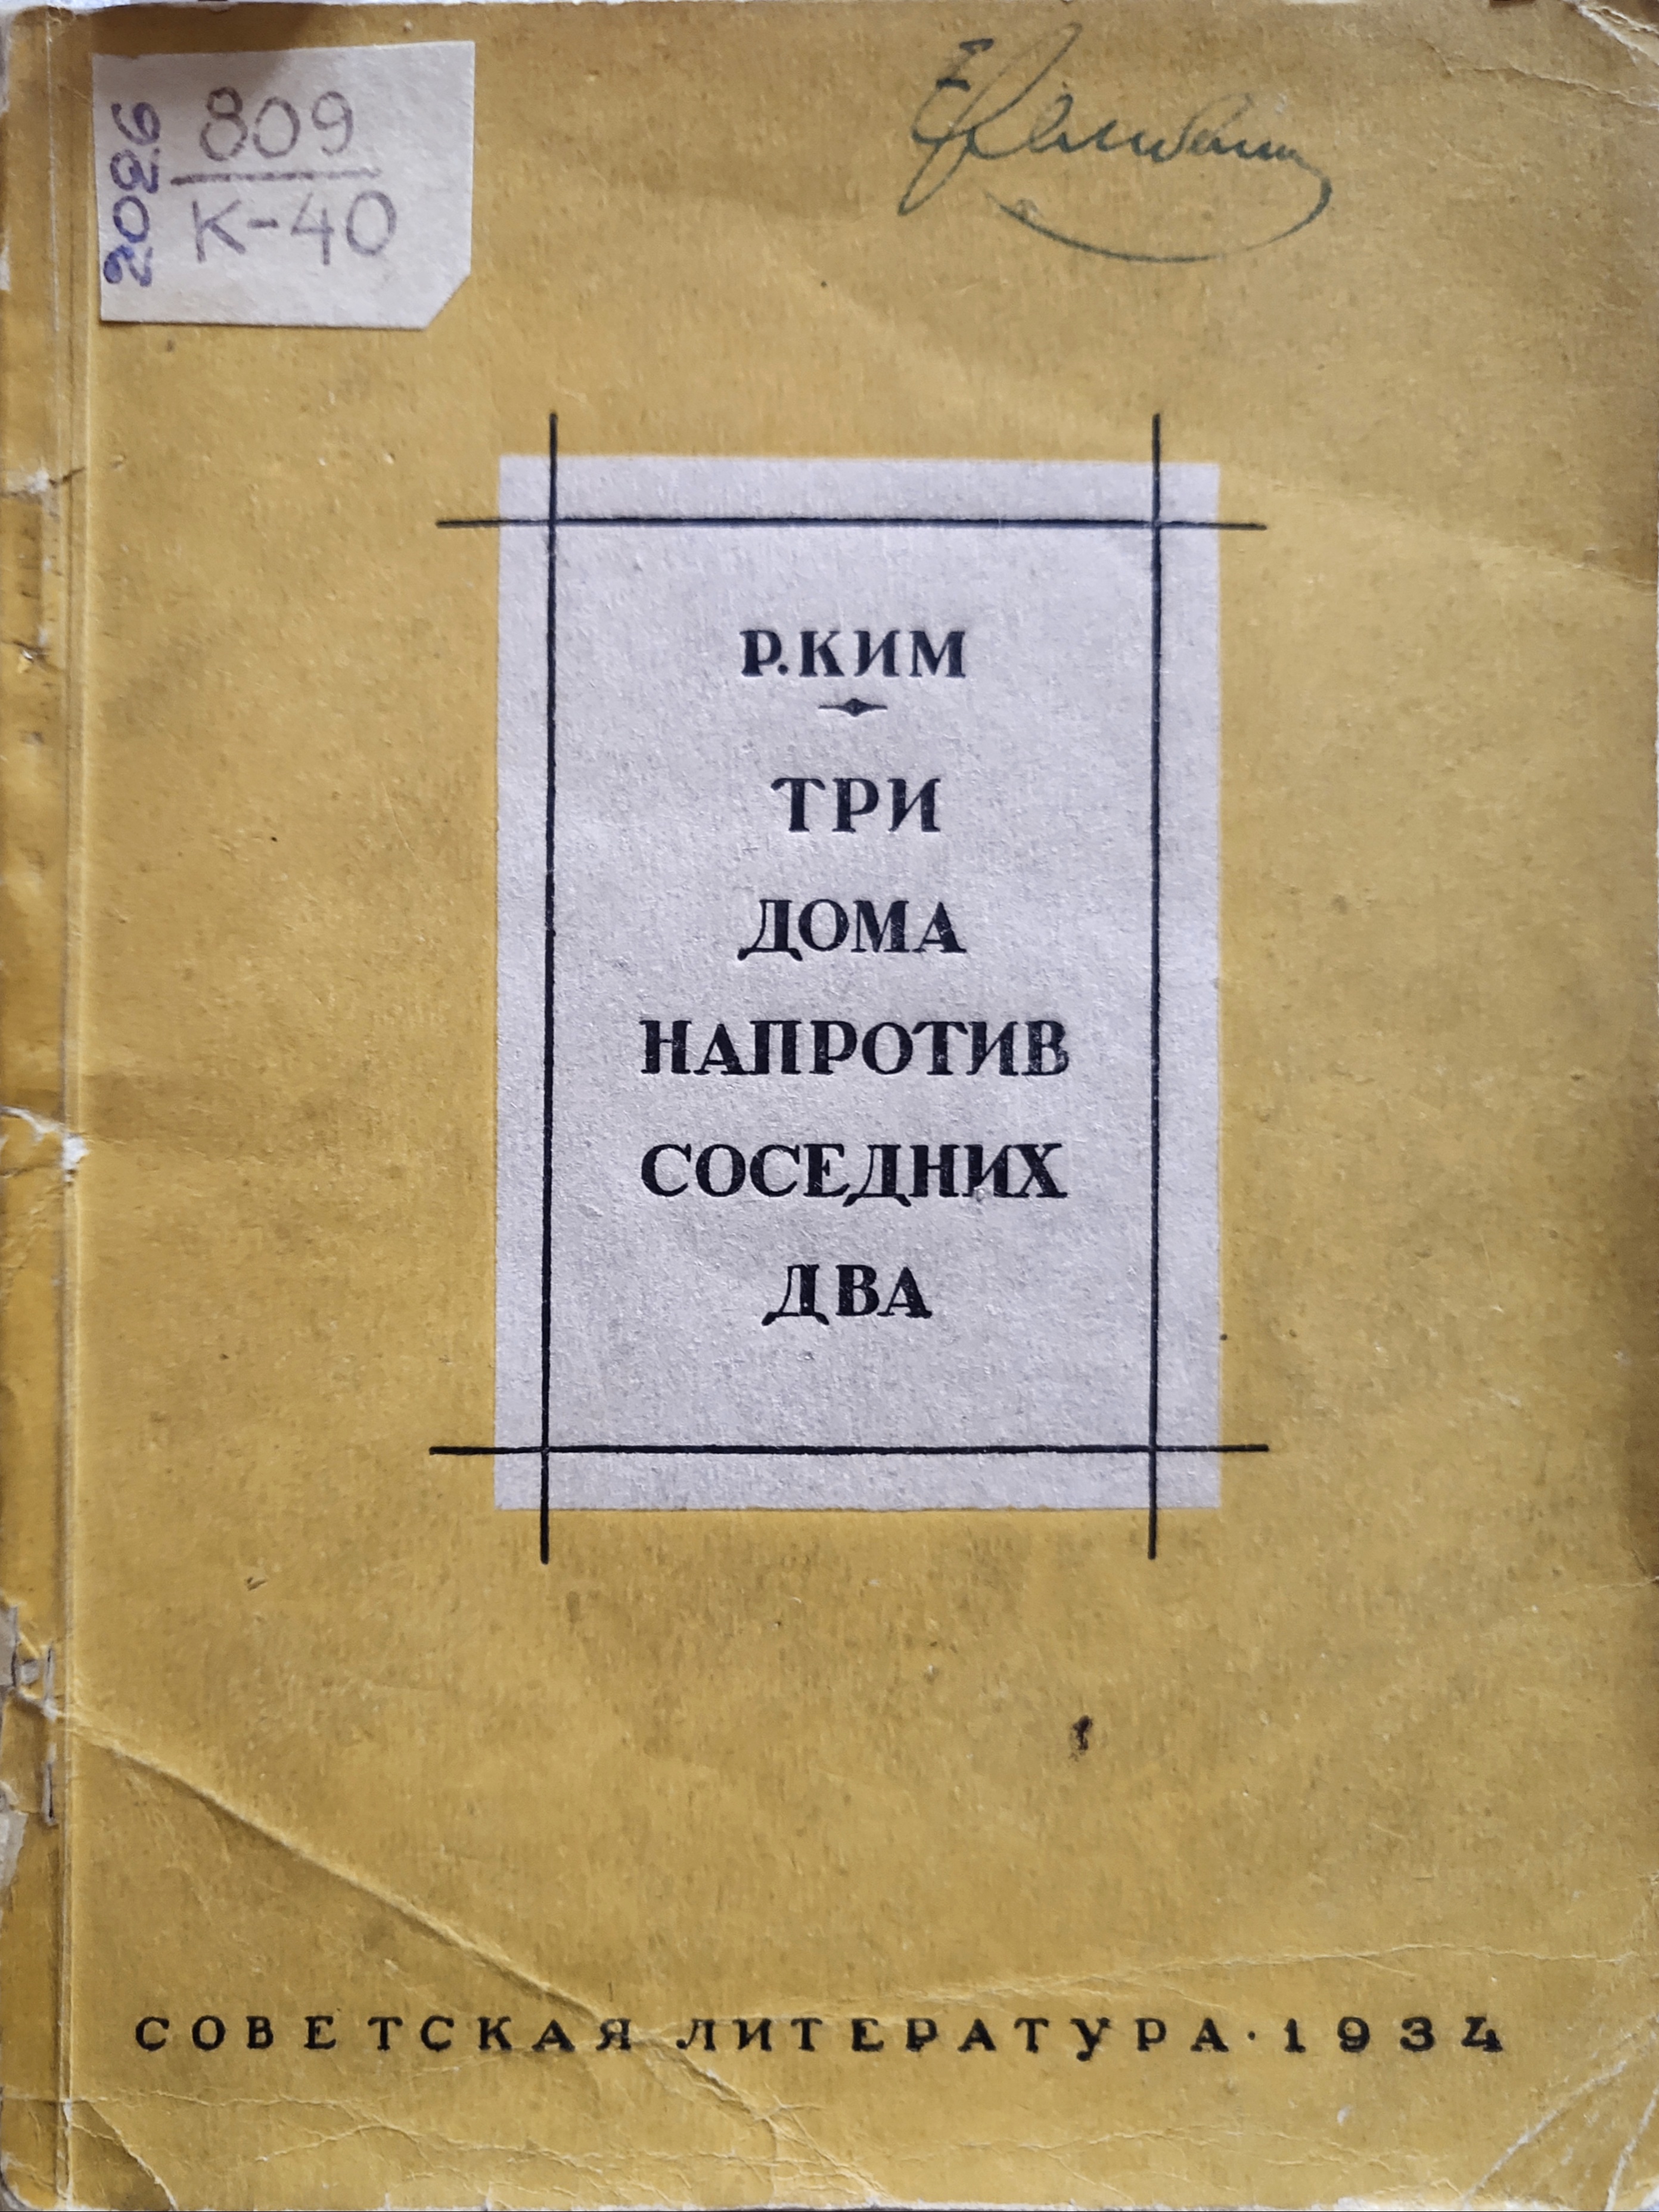 2026
809
К-40
Р. КИМ
ТРИ
ДОМА
НАПРОТИВ
СОСЕДНИХ
ДВА
СОВЕТСКАЯ ЛИТЕРАТУРА · 1934